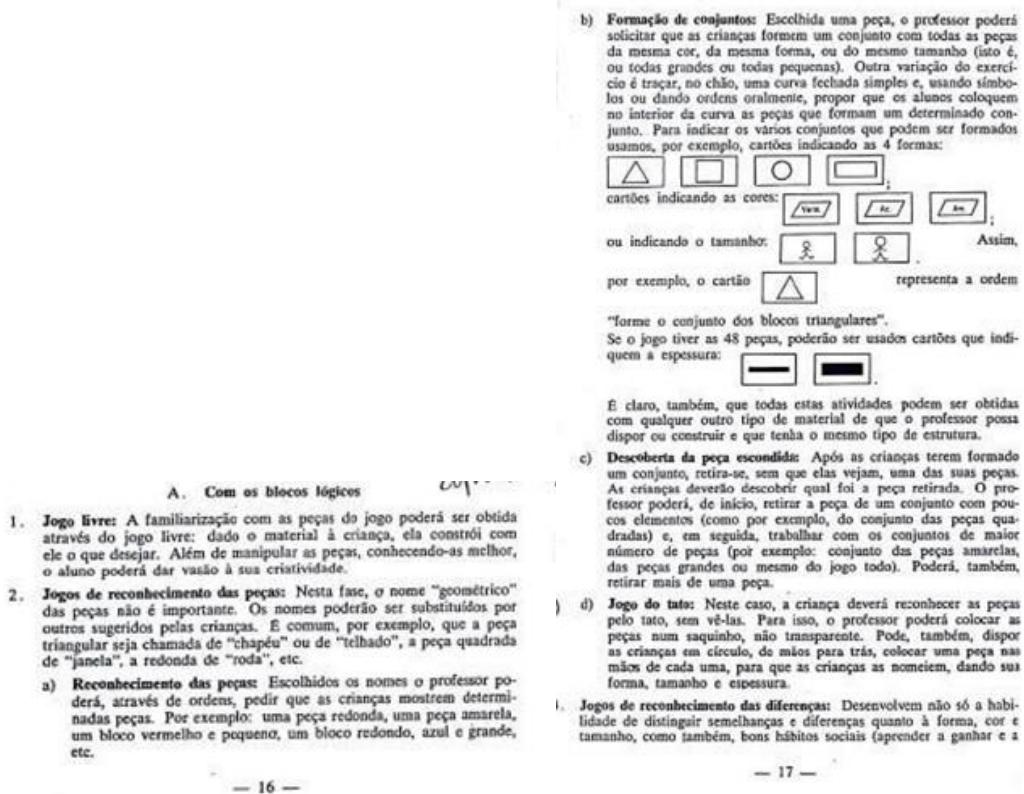 A. Com os blocos lógicos
1. Jogo livre: A familiarização com as peças do jogo poderá ser obtida
através do jogo livre: dado o material à criança, ela constrói com
ele o que desejar. Além de manipular as peças, conhecendo-as melhor,
o aluno poderá dar vasão à sua criatividade.
2. Jogos de reconhecimento das peças: Nesta fase, o nome "geométrico"
das peças não é importante. Os nomes poderão ser substituídos por
outros sugeridos pelas crianças. É comum, por exemplo, que a peça
triangular seja chamada de "chapéu" ou de "telhado", a peça quadrada
de "janela", a redonda de "roda", etc.
a) Reconhecimento das peças: Escolhidos os nomes o professor po-
derá, através de ordens, pedir que as crianças mostrem determi-
nadas peças. Por exemplo: uma peça redonda, uma peça amarela,
um bloco vermelho e pequeno, um bloco redondo, azul e grande,
etc.
— 16 —
b) Formação de conjuntos: Escolhida uma peça, o professor poderá
solicitar que as crianças formem um conjunto com todas as peças
da mesma cor, da mesma forma, ou do mesmo tamanho (isto é,
ou todas grandes ou todas pequenas). Outra variação do exercí-
cio é traçar, no chão, uma curva fechada simples e, usando símbo-
los ou dando ordens oralmente, propor que os alunos coloquem
no interior da curva as peças que formam um determinado con-
junto. Para indicar os vários conjuntos que podem ser formados
usamos, por exemplo, cartões indicando as 4 formas:
;
cartões indicando as cores: Verm. Az. Am. ;
ou indicando o tamanho: . Assim,
por exemplo, o cartão representa a ordem
"forme o conjunto dos blocos triangulares".
Se o jogo tiver as 48 peças, poderão ser usados cartões que indi-
quem a espessura: .
É claro, também, que todas estas atividades podem ser obtidas
com qualquer outro tipo de material de que o professor possa
dispor ou construir e que tenha o mesmo tipo de estrutura.
c) Descoberta da peça escondida: Após as crianças terem formado
um conjunto, retira-se, sem que elas vejam, uma das suas peças.
As crianças deverão descobrir qual foi a peça retirada. O pro-
fessor poderá, de início, retirar a peça de um conjunto com pou-
cos elementos (como por exemplo, do conjunto das peças qua-
dradas) e, em seguida, trabalhar com os conjuntos de maior
número de peças (por exemplo: conjunto das peças amarelas,
das peças grandes ou mesmo do jogo todo). Poderá, também,
retirar mais de uma peça.
d) Jogo do tato: Neste caso, a criança deverá reconhecer as peças
pelo tato, sem vê-las. Para isso, o professor poderá colocar as
peças num saquinho, não transparente. Pode, também, dispor
as crianças em círculo, de mãos para trás, colocar uma peça nas
mãos de cada uma, para que as crianças as nomeiem, dando sua
forma, tamanho e espessura.
Jogos de reconhecimento das diferenças: Desenvolvem não só a habi-
lidade de distinguir semelhanças e diferenças quanto à forma, cor e
tamanho, como também, bons hábitos sociais (aprender a ganhar e a
— 17 —